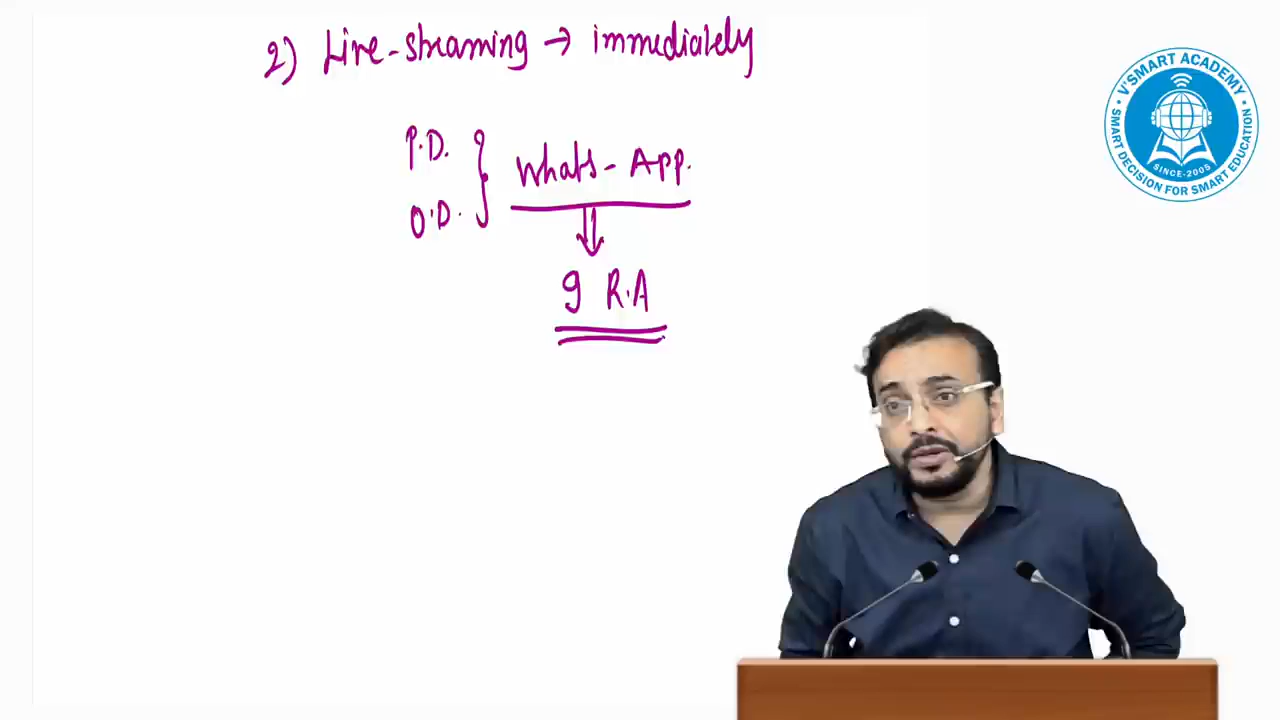 2) Live-streaming → immediately
P.D.
O.D. } Whats-App.
⇓
9 R.A
V'SMART ACADEMY
SINCE-2005
SMART DECISION FOR SMART EDUCATION